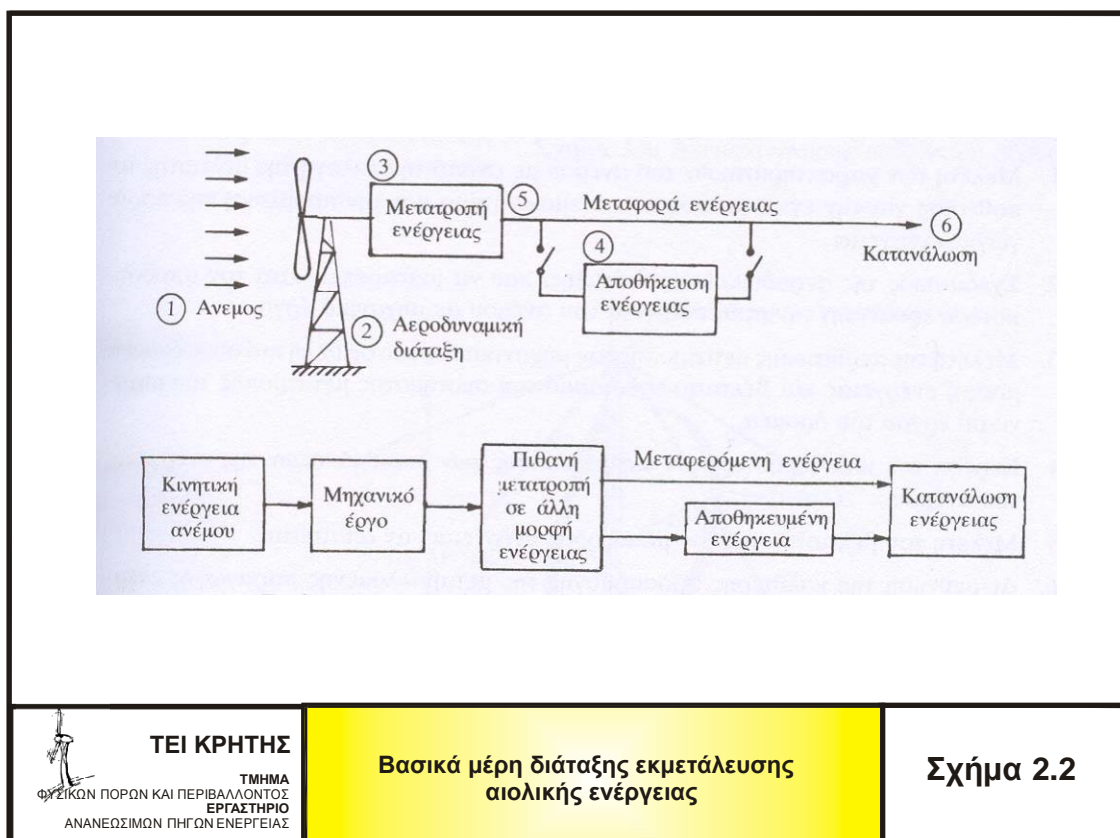 ③
Μετατροπή
ενέργειας
⑤
Μεταφορά ενέργειας
⑥
Κατανάλωση
④
Αποθήκευση
ενέργειας
① Ανεμος
② Αεροδυναμική
διάταξη
Κινητική
ενέργεια
ανέμου
Μηχανικό
έργο
Πιθανή
μετατροπή
σε άλλη
μορφή
ενέργειας
Μεταφερόμενη ενέργεια
Αποθηκευμένη
ενέργεια
Κατανάλωση
ενέργειας
ΤΕΙ ΚΡΗΤΗΣ
ΤΜΗΜΑ
ΦΥΣΙΚΩΝ ΠΟΡΩΝ ΚΑΙ ΠΕΡΙΒΑΛΛΟΝΤΟΣ
ΕΡΓΑΣΤΗΡΙΟ
ΑΝΑΝΕΩΣΙΜΩΝ ΠΗΓΩΝ ΕΝΕΡΓΕΙΑΣ
Βασικά μέρη διάταξης εκμετάλευσης
αιολικής ενέργειας
Σχήμα 2.2